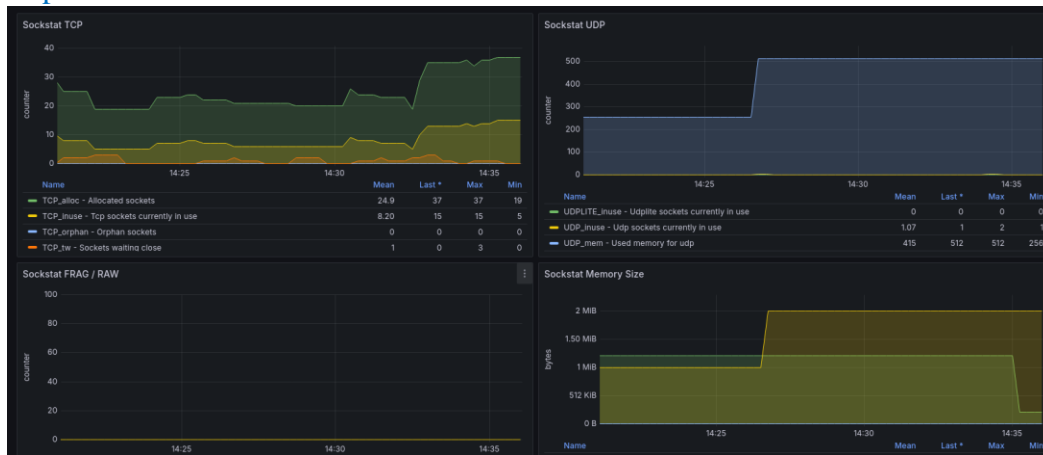 Sockstat TCP
40
30
20
10
0
counter
14:25 14:30 14:35
Name Mean Last * Max Min
TCP_alloc - Allocated sockets 24.9 37 37 19
TCP_inuse - Tcp sockets currently in use 8.20 15 15 5
TCP_orphan - Orphan sockets 0 0 0 0
TCP_tw - Sockets waiting close 1 0 3 0
Sockstat UDP
500
400
300
200
100
0
counter
14:25 14:30 14:35
Name Mean Last * Max Min
UDPLITE_inuse - Udplite sockets currently in use 0 0 0 0
UDP_inuse - Udp sockets currently in use 1.07 1 2 1
UDP_mem - Used memory for udp 415 512 512 256
Sockstat FRAG / RAW
100
80
60
40
20
0
counter
14:25 14:30 14:35
Sockstat Memory Size
2 MiB
1.50 MiB
1 MiB
512 KiB
0 B
bytes
14:25 14:30 14:35
Name Mean Last * Max Min